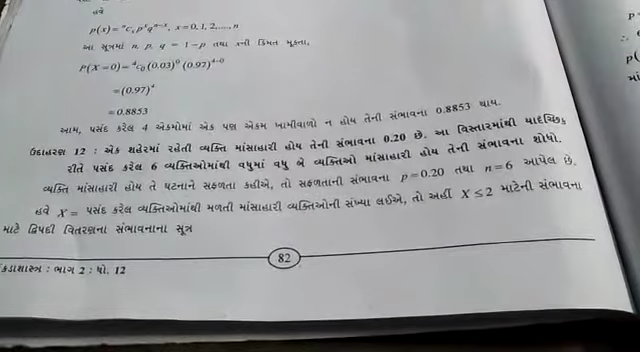 હવે
p(x) = ⁿcₓ pˣ qⁿ⁻ˣ, x = 0, 1, 2, ...., n
આ સૂત્રમાં n, p, q = 1 – p તથા xની કિંમત મૂકતા,
p(X = 0) = ⁴c₀ (0.03)⁰ (0.97)⁴⁻⁰
= (0.97)⁴
= 0.8853
આમ, પસંદ કરેલ 4 એકમોમાં એક પણ એકમ ખામીવાળો ન હોય તેની સંભાવના 0.8853 થાય.
ઉદાહરણ 12 : એક શહેરમાં રહેતી વ્યક્તિ માંસાહારી હોય તેની સંભાવના 0.20 છે. આ વિસ્તારમાંથી યાદચ્છિક
રીતે પસંદ કરેલ 6 વ્યક્તિઓમાંથી વધુમાં વધુ બે વ્યક્તિઓ માંસાહારી હોય તેની સંભાવના શોધો.
વ્યક્તિ માંસાહારી હોય તે ઘટનાને સફળતા કહીએ, તો સફળતાની સંભાવના p = 0.20 તથા n = 6 આપેલ છે.
હવે X = પસંદ કરેલ વ્યક્તિઓમાંથી મળતી માંસાહારી વ્યક્તિઓની સંખ્યા લઈએ, તો અહીં X ≤ 2 માટેની સંભાવના
માટે દ્વિપદી વિતરણના સંભાવનાના સૂત્ર
82
કડાશાસ્ત્ર : ભાગ 2 : ધો. 12
p
∴
p(
માં